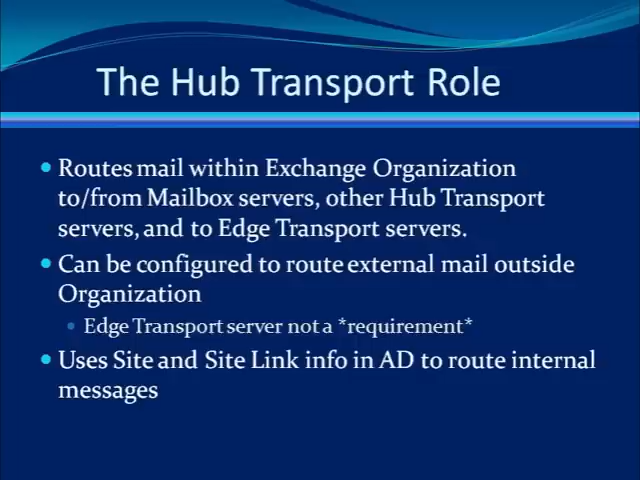 The Hub Transport Role
• Routes mail within Exchange Organization
to/from Mailbox servers, other Hub Transport
servers, and to Edge Transport servers.
• Can be configured to route external mail outside
Organization
• Edge Transport server not a *requirement*
• Uses Site and Site Link info in AD to route internal
messages